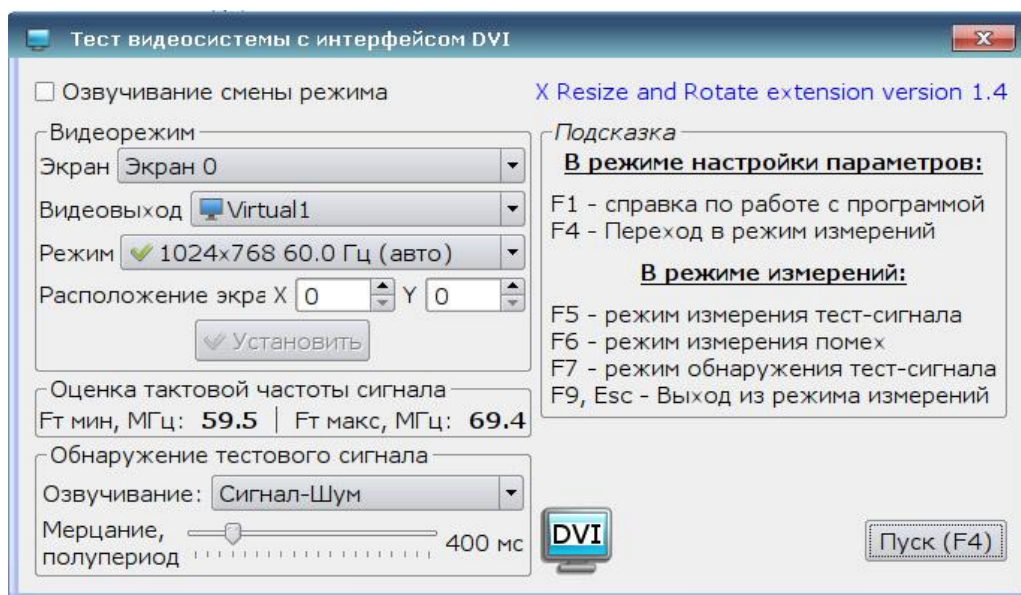 Тест видеосистемы с интерфейсом DVI
Озвучивание смены режима
X Resize and Rotate extension version 1.4
Видеорежим
Экран Экран 0
Видеовыход Virtual1
Режим 1024x768 60.0 Гц (авто)
Расположение экра X 0 Y 0
Установить
Оценка тактовой частоты сигнала
Fт мин, МГц: 59.5 | Fт макс, МГц: 69.4
Обнаружение тестового сигнала
Озвучивание: Сигнал-Шум
Мерцание,
полупериод
400 мс
Подсказка
В режиме настройки параметров:
F1 - справка по работе с программой
F4 - Переход в режим измерений
В режиме измерений:
F5 - режим измерения тест-сигнала
F6 - режим измерения помех
F7 - режим обнаружения тест-сигнала
F9, Esc - Выход из режима измерений
DVI
Пуск (F4)